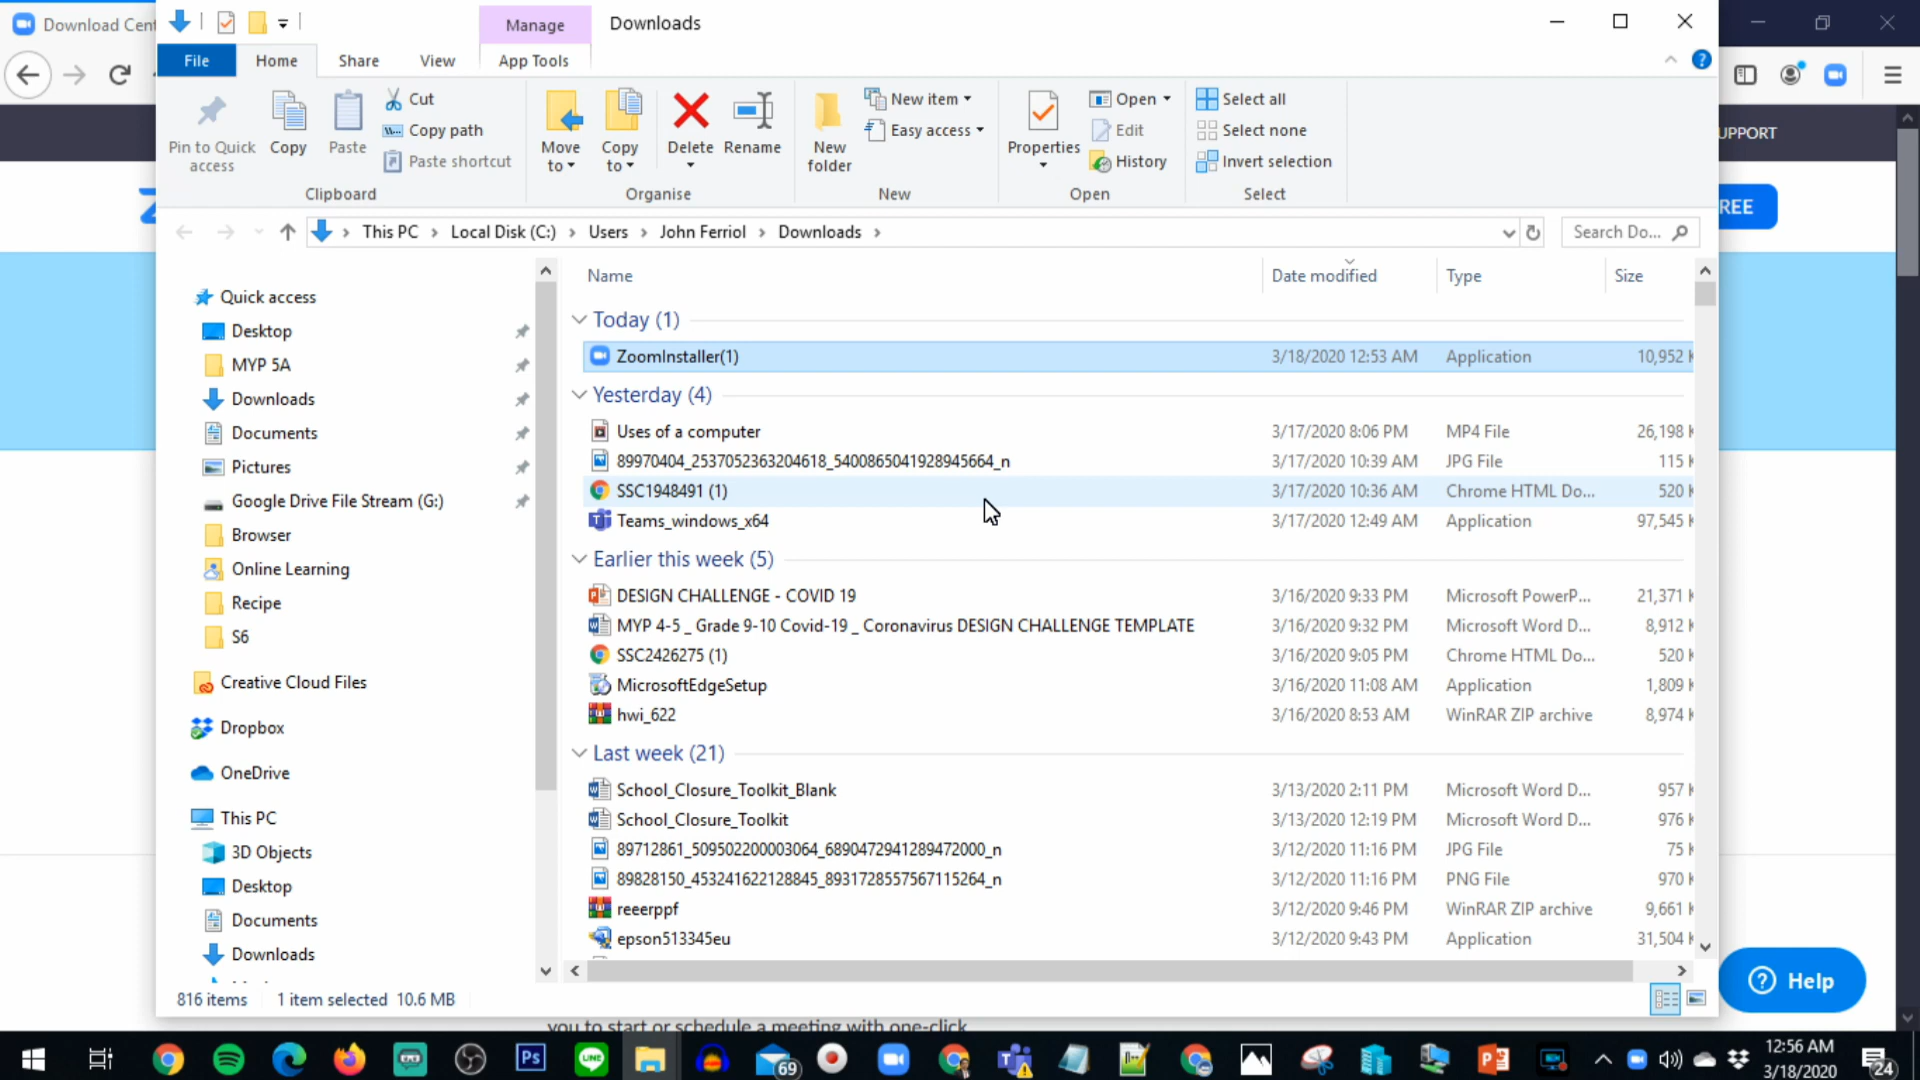 Download Cent
Manage
Downloads
File
Home
Share
View
App Tools
Pin to Quick access
Copy
Paste
Cut
Copy path
Paste shortcut
Clipboard
Move to
Copy to
Delete
Rename
Organise
New folder
New item
Easy access
New
Properties
Open
Edit
History
Open
Select all
Select none
Invert selection
Select
UPPORT
REE
This PC > Local Disk (C:) > Users > John Ferriol > Downloads >
Search Do...
Quick access
Desktop
MYP 5A
Downloads
Documents
Pictures
Google Drive File Stream (G:)
Browser
Online Learning
Recipe
S6
Creative Cloud Files
Dropbox
OneDrive
This PC
3D Objects
Desktop
Documents
Downloads
Name Date modified Type Size
Today (1)
ZoomInstaller(1) 3/18/2020 12:53 AM Application 10,952 K
Yesterday (4)
Uses of a computer 3/17/2020 8:06 PM MP4 File 26,198 K
89970404_2537052363204618_5400865041928945664_n 3/17/2020 10:39 AM JPG File 115 K
SSC1948491 (1) 3/17/2020 10:36 AM Chrome HTML Do... 520 K
Teams_windows_x64 3/17/2020 12:49 AM Application 97,545 K
Earlier this week (5)
DESIGN CHALLENGE - COVID 19 3/16/2020 9:33 PM Microsoft PowerP... 21,371 K
MYP 4-5 _ Grade 9-10 Covid-19 _ Coronavirus DESIGN CHALLENGE TEMPLATE 3/16/2020 9:32 PM Microsoft Word D... 8,912 K
SSC2426275 (1) 3/16/2020 9:05 PM Chrome HTML Do... 520 K
MicrosoftEdgeSetup 3/16/2020 11:08 AM Application 1,809 K
hwi_622 3/16/2020 8:53 AM WinRAR ZIP archive 8,974 K
Last week (21)
School_Closure_Toolkit_Blank 3/13/2020 2:11 PM Microsoft Word D... 957 K
School_Closure_Toolkit 3/13/2020 12:19 PM Microsoft Word D... 976 K
89712861_509502200003064_6890472941289472000_n 3/12/2020 11:16 PM JPG File 75 K
89828150_453241622128845_8931728557567115264_n 3/12/2020 11:16 PM PNG File 970 K
reeerppf 3/12/2020 9:46 PM WinRAR ZIP archive 9,661 K
epson513345eu 3/12/2020 9:43 PM Application 31,504 K
816 items 1 item selected 10.6 MB
Help
you to start or schedule a meeting with one-click
Ps
LINE
69
12:56 AM
3/18/2020
24